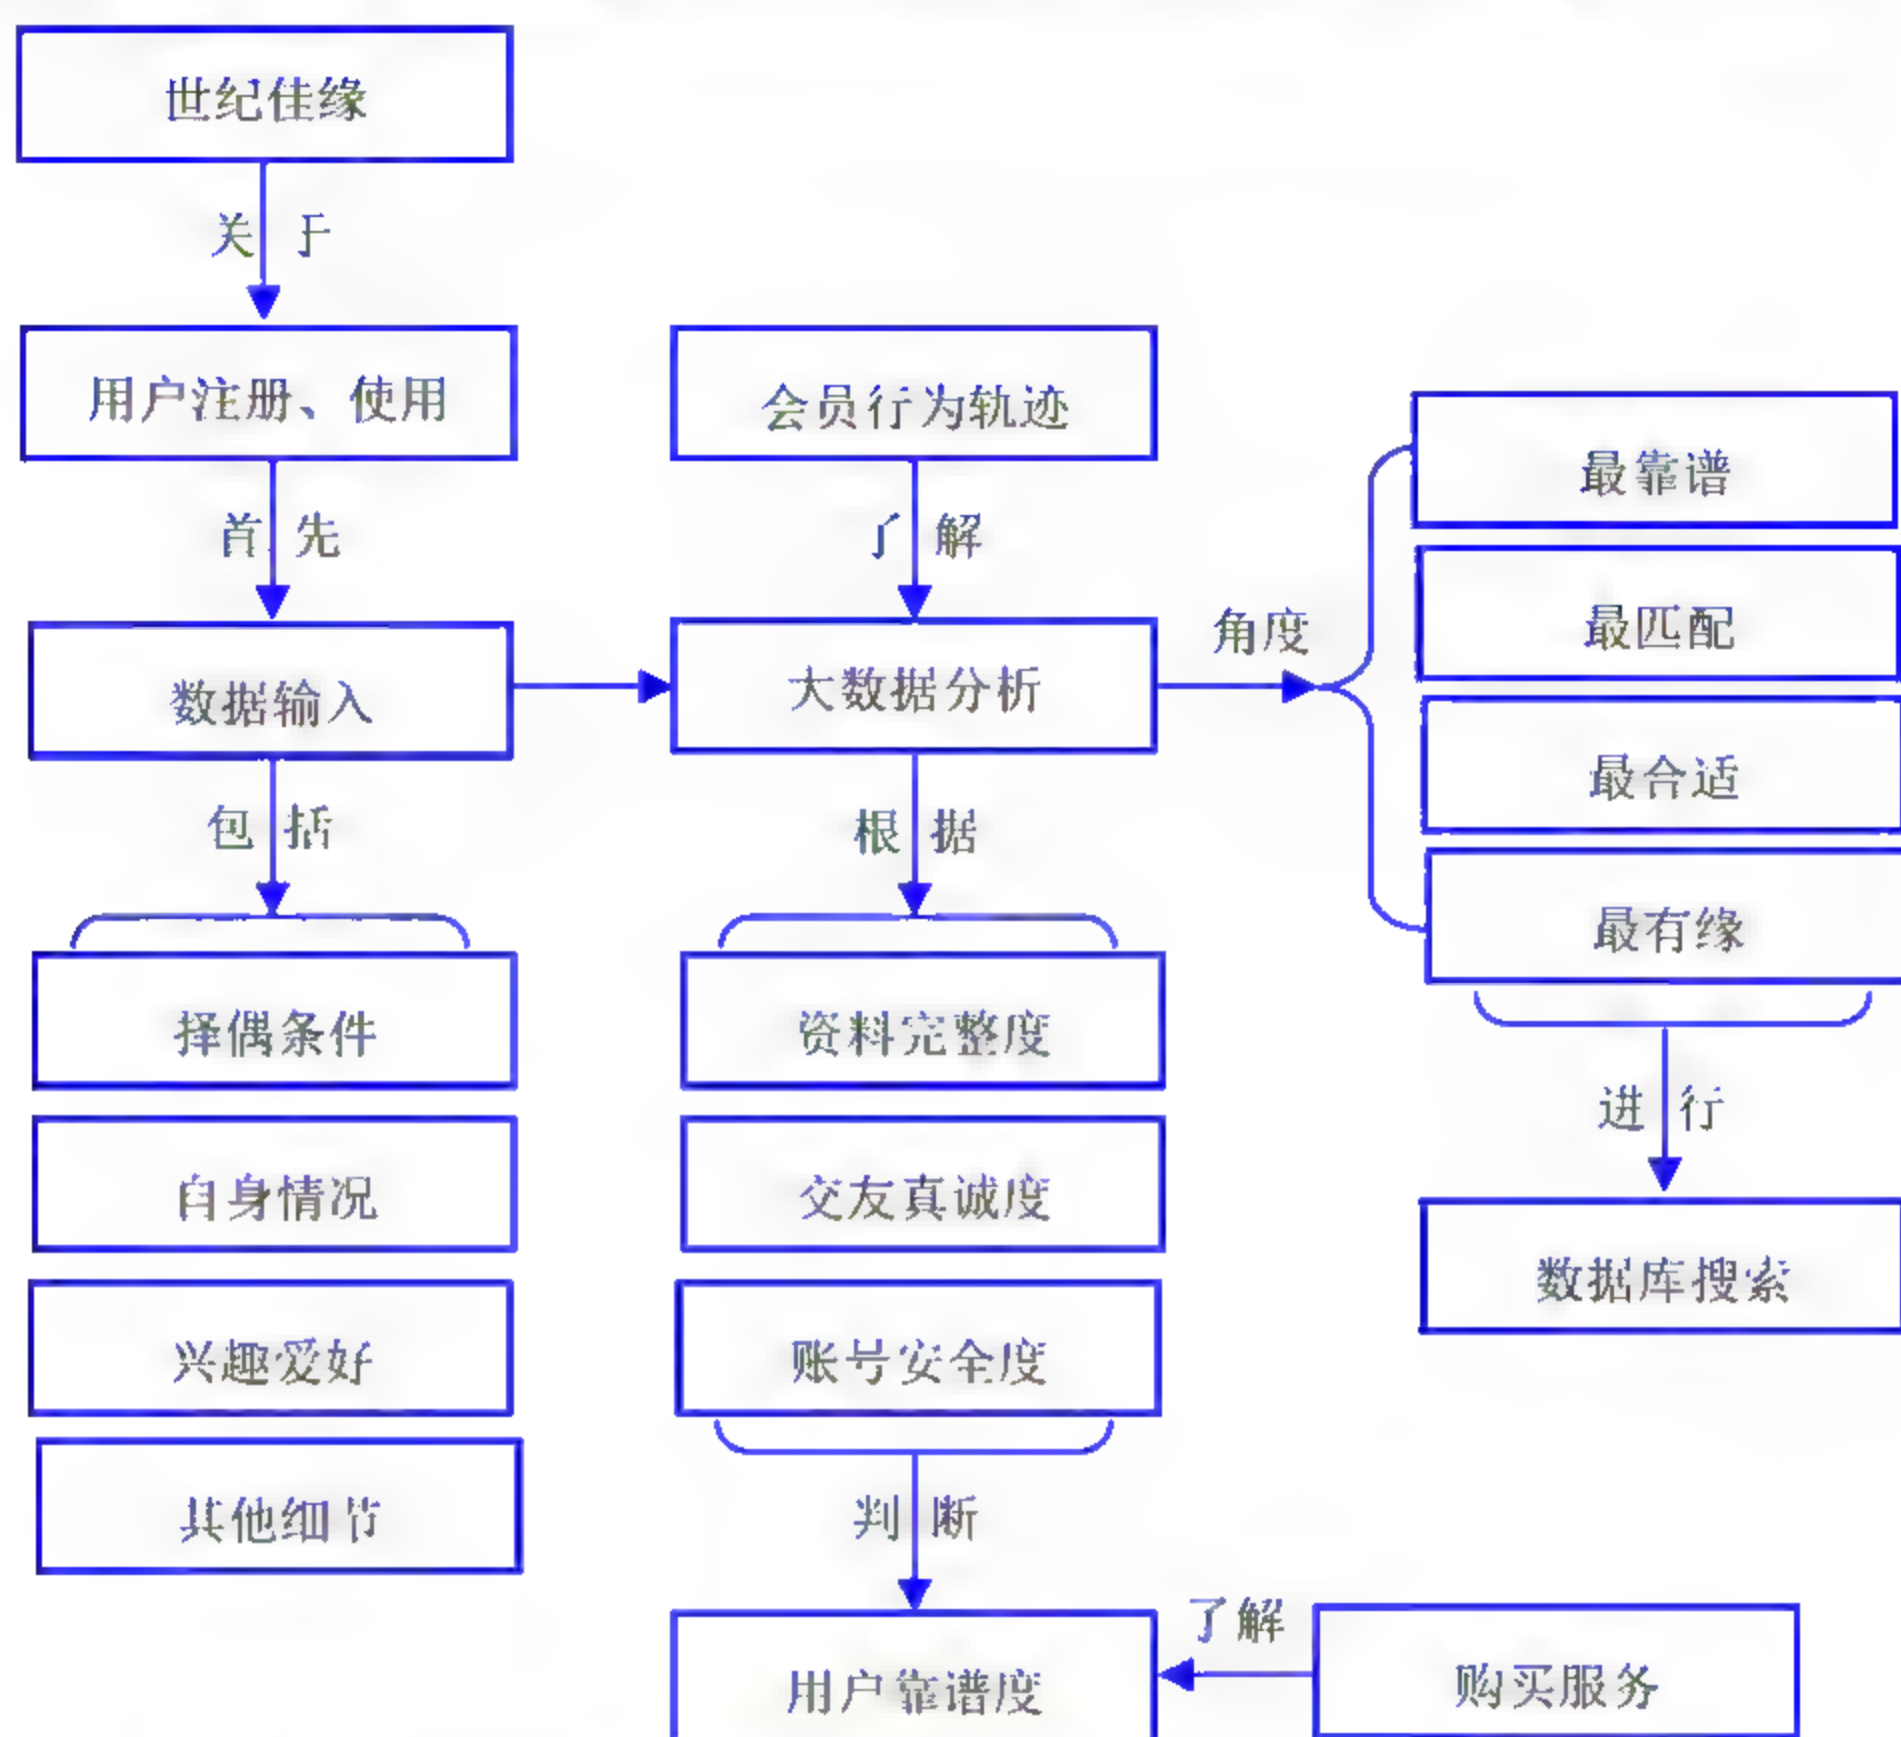 世纪佳缘
关于
用户注册、使用
首先
数据输入
包括
择偶条件
自身情况
兴趣爱好
其他细节
会员行为轨迹
了解
大数据分析
根据
资料完整度
交友真诚度
账号安全度
判断
用户靠谱度
了解
购买服务
角度
最靠谱
最匹配
最合适
最有缘
进行
数据库搜索